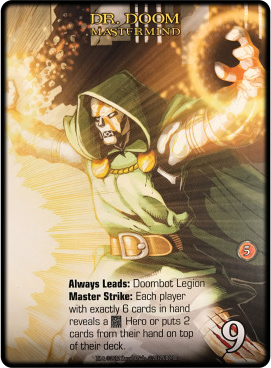 DR. DOOM
MASTERMIND
5
Always Leads: Doombot Legion
Master Strike: Each player
with exactly 6 cards in hand
reveals a Hero or puts 2
cards from their hand on top
of their deck.
9